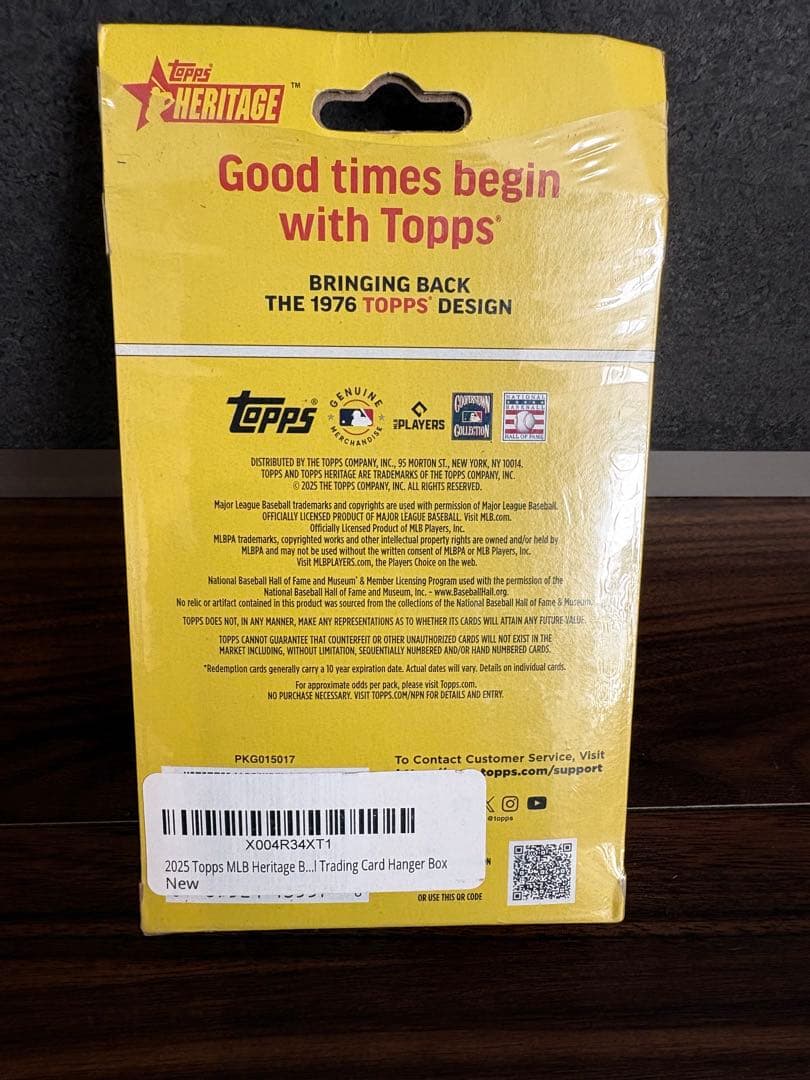 topps
HERITAGE™
Good times begin
with Topps®
BRINGING BACK
THE 1976 TOPPS® DESIGN
topps®
GENUINE
MERCHANDISE
MLB PLAYERS
COOPERSTOWN
COLLECTION
NATIONAL
BASEBALL
HALL OF FAME
DISTRIBUTED BY THE TOPPS COMPANY, INC., 95 MORTON ST., NEW YORK, NY 10014.
TOPPS AND TOPPS HERITAGE ARE TRADEMARKS OF THE TOPPS COMPANY, INC.
© 2025 THE TOPPS COMPANY, INC. ALL RIGHTS RESERVED.
Major League Baseball trademarks and copyrights are used with permission of Major League Baseball.
OFFICIALLY LICENSED PRODUCT OF MAJOR LEAGUE BASEBALL. Visit MLB.com.
Officially Licensed Product of MLB Players, Inc.
MLBPA trademarks, copyrighted works and other intellectual property rights are owned and/or held by
MLBPA and may not be used without the written consent of MLBPA or MLB Players, Inc.
Visit MLBPLAYERS.com, the Players Choice on the web.
National Baseball Hall of Fame and Museum® & Member Licensing Program used with the permission of the
National Baseball Hall of Fame and Museum, Inc. - www.BaseballHall.org.
No relic or artifact contained in this product was sourced from the collections of the National Baseball Hall of Fame & Museum.
TOPPS DOES NOT, IN ANY MANNER, MAKE ANY REPRESENTATIONS AS TO WHETHER ITS CARDS WILL ATTAIN ANY FUTURE VALUE.
TOPPS CANNOT GUARANTEE THAT COUNTERFEIT OR OTHER UNAUTHORIZED CARDS WILL NOT EXIST IN THE
MARKET INCLUDING, WITHOUT LIMITATION, SEQUENTIALLY NUMBERED AND/OR HAND NUMBERED CARDS.
*Redemption cards generally carry a 10 year expiration date. Actual dates will vary. Details on individual cards.
For approximate odds per pack, please visit Topps.com.
NO PURCHASE NECESSARY. VISIT TOPPS.COM/NPN FOR DETAILS AND ENTRY.
PKG015017
To Contact Customer Service, Visit
topps.com/support
@topps
X004R34XT1
2025 Topps MLB Heritage B...l Trading Card Hanger Box
New
OR USE THIS QR CODE